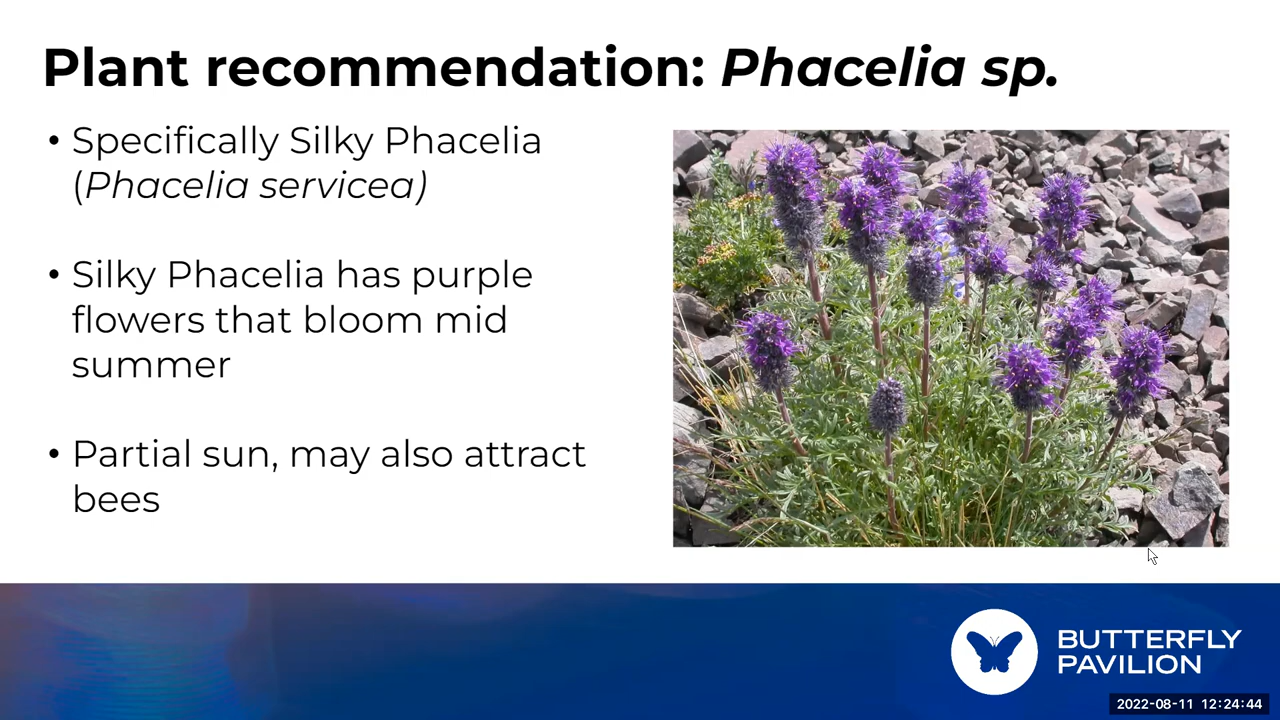 Plant recommendation: Phacelia sp.
• Specifically Silky Phacelia
(Phacelia servicea)
• Silky Phacelia has purple
flowers that bloom mid
summer
• Partial sun, may also attract
bees
BUTTERFLY
PAVILION
2022-08-11 12:24:44